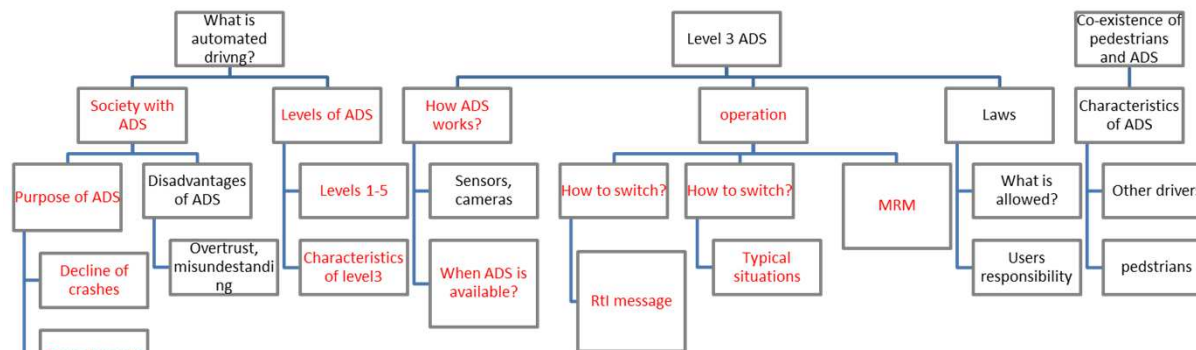 What is
automated
drivng?
Level 3 ADS
Co-existence of
pedestrians
and ADS
Society with
ADS
Levels of ADS
How ADS
works?
operation
Laws
Characteristics
of ADS
Purpose of ADS
Disadvantages
of ADS
Levels 1-5
Sensors,
cameras
How to switch?
How to switch?
MRM
What is
allowed?
Other drivers
Decline of
crashes
Overtrust,
misundestandi
ng
Characteristics
of level3
When ADS is
available?
RtI message
Typical
situations
Users
responsibility
pedstrians